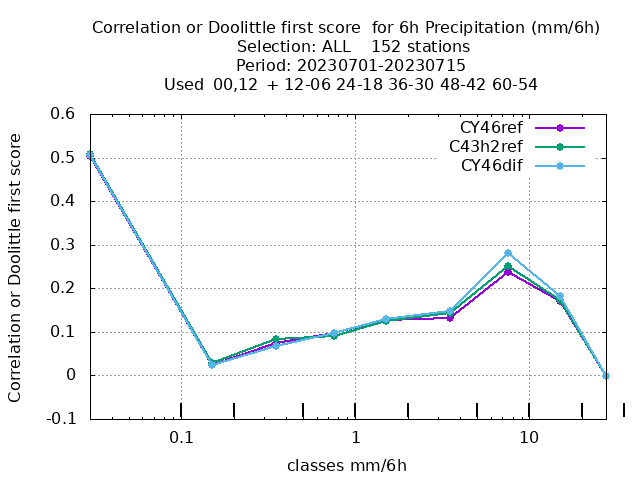 Correlation or Doolittle first score  for 6h Precipitation (mm/6h)
Selection: ALL    152 stations
Period: 20230701-20230715
Used  00,12  + 12-06 24-18 36-30 48-42 60-54
CY46ref
C43h2ref
CY46dif
0.6
0.5
0.4
0.3
0.2
0.1
0
-0.1
Correlation or Doolittle first score
0.1 1 10
classes mm/6h